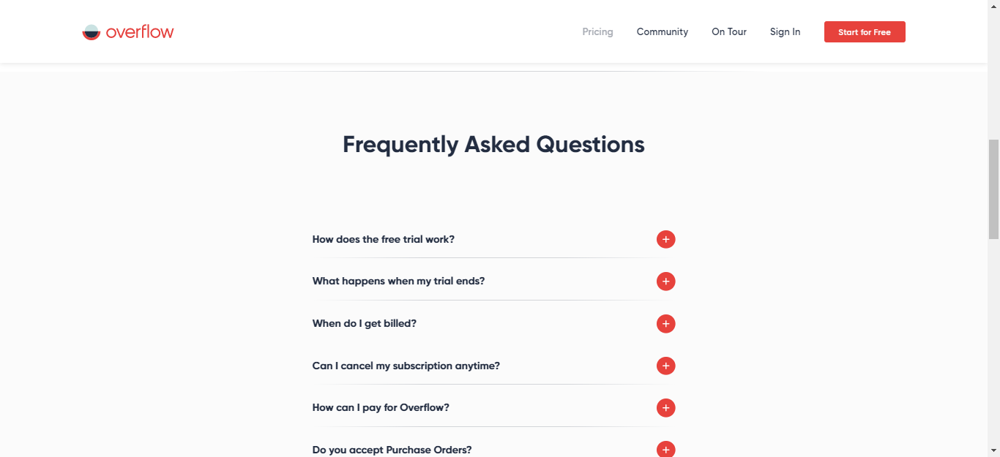 overflow
Pricing
Community
On Tour
Sign In
Start for Free
Frequently Asked Questions
How does the free trial work?
What happens when my trial ends?
When do I get billed?
Can I cancel my subscription anytime?
How can I pay for Overflow?
Do you accept Purchase Orders?